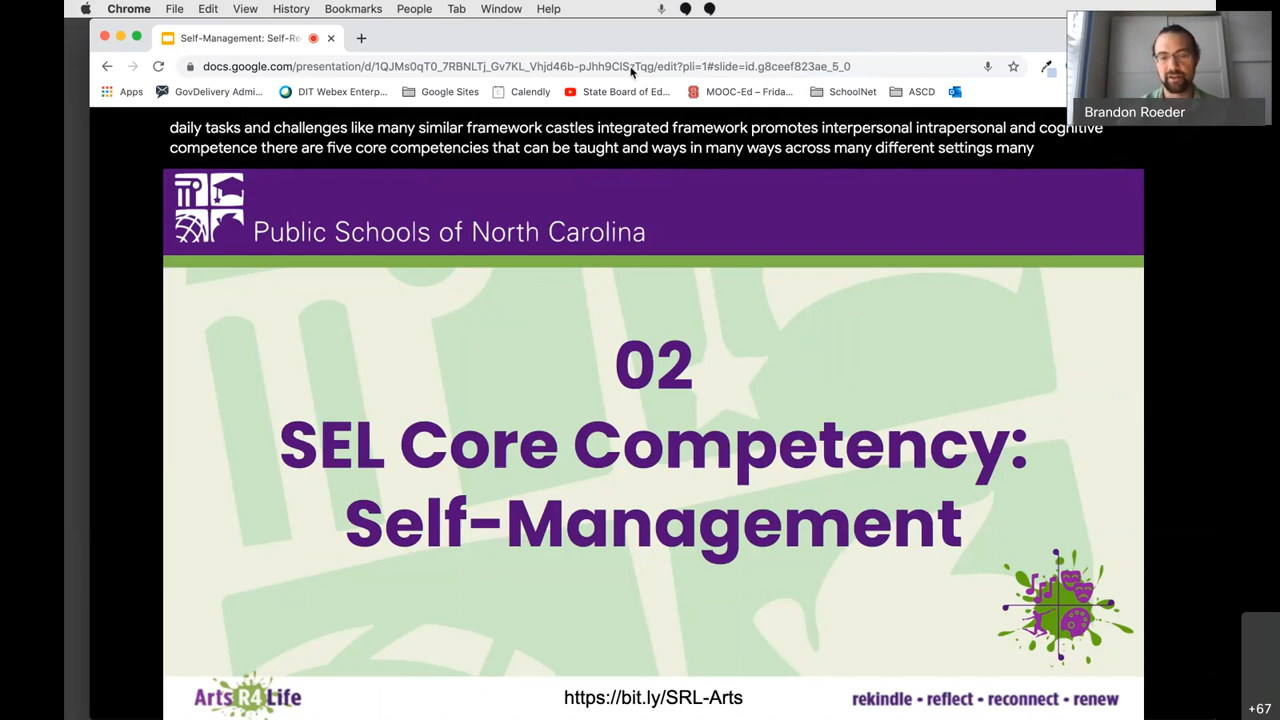 Chrome File Edit View History Bookmarks People Tab Window Help
Self-Management: Self-Re
docs.google.com/presentation/d/1QJMs0qT0_7RBNLTj_Gv7KL_Vhjd46b-pJhh9ClSzTqg/edit?pli=1#slide=id.g8ceef823ae_5_0
Apps GovDelivery Admi... DIT Webex Enterp... Google Sites Calendly State Board of Ed... MOOC-Ed – Frida... SchoolNet ASCD
Brandon Roeder
daily tasks and challenges like many similar framework castles integrated framework promotes interpersonal intrapersonal and cognitive
competence there are five core competencies that can be taught and ways in many ways across many different settings many
Public Schools of North Carolina
02
SEL Core Competency:
Self-Management
Arts R4 Life
https://bit.ly/SRL-Arts
rekindle • reflect • reconnect • renew
+67